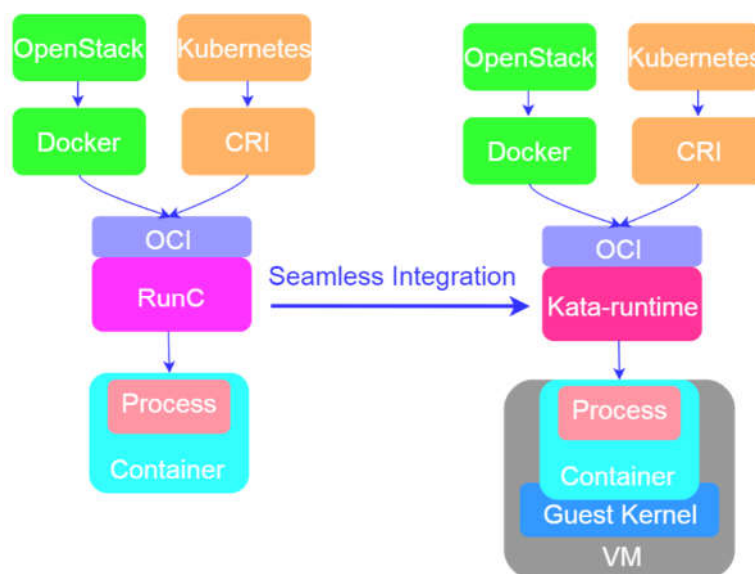 OpenStack
Kubernetes
Docker
CRI
OCI
RunC
Process
Container
Seamless Integration
OpenStack
Kubernetes
Docker
CRI
OCI
Kata-runtime
Process
Container
Guest Kernel
VM